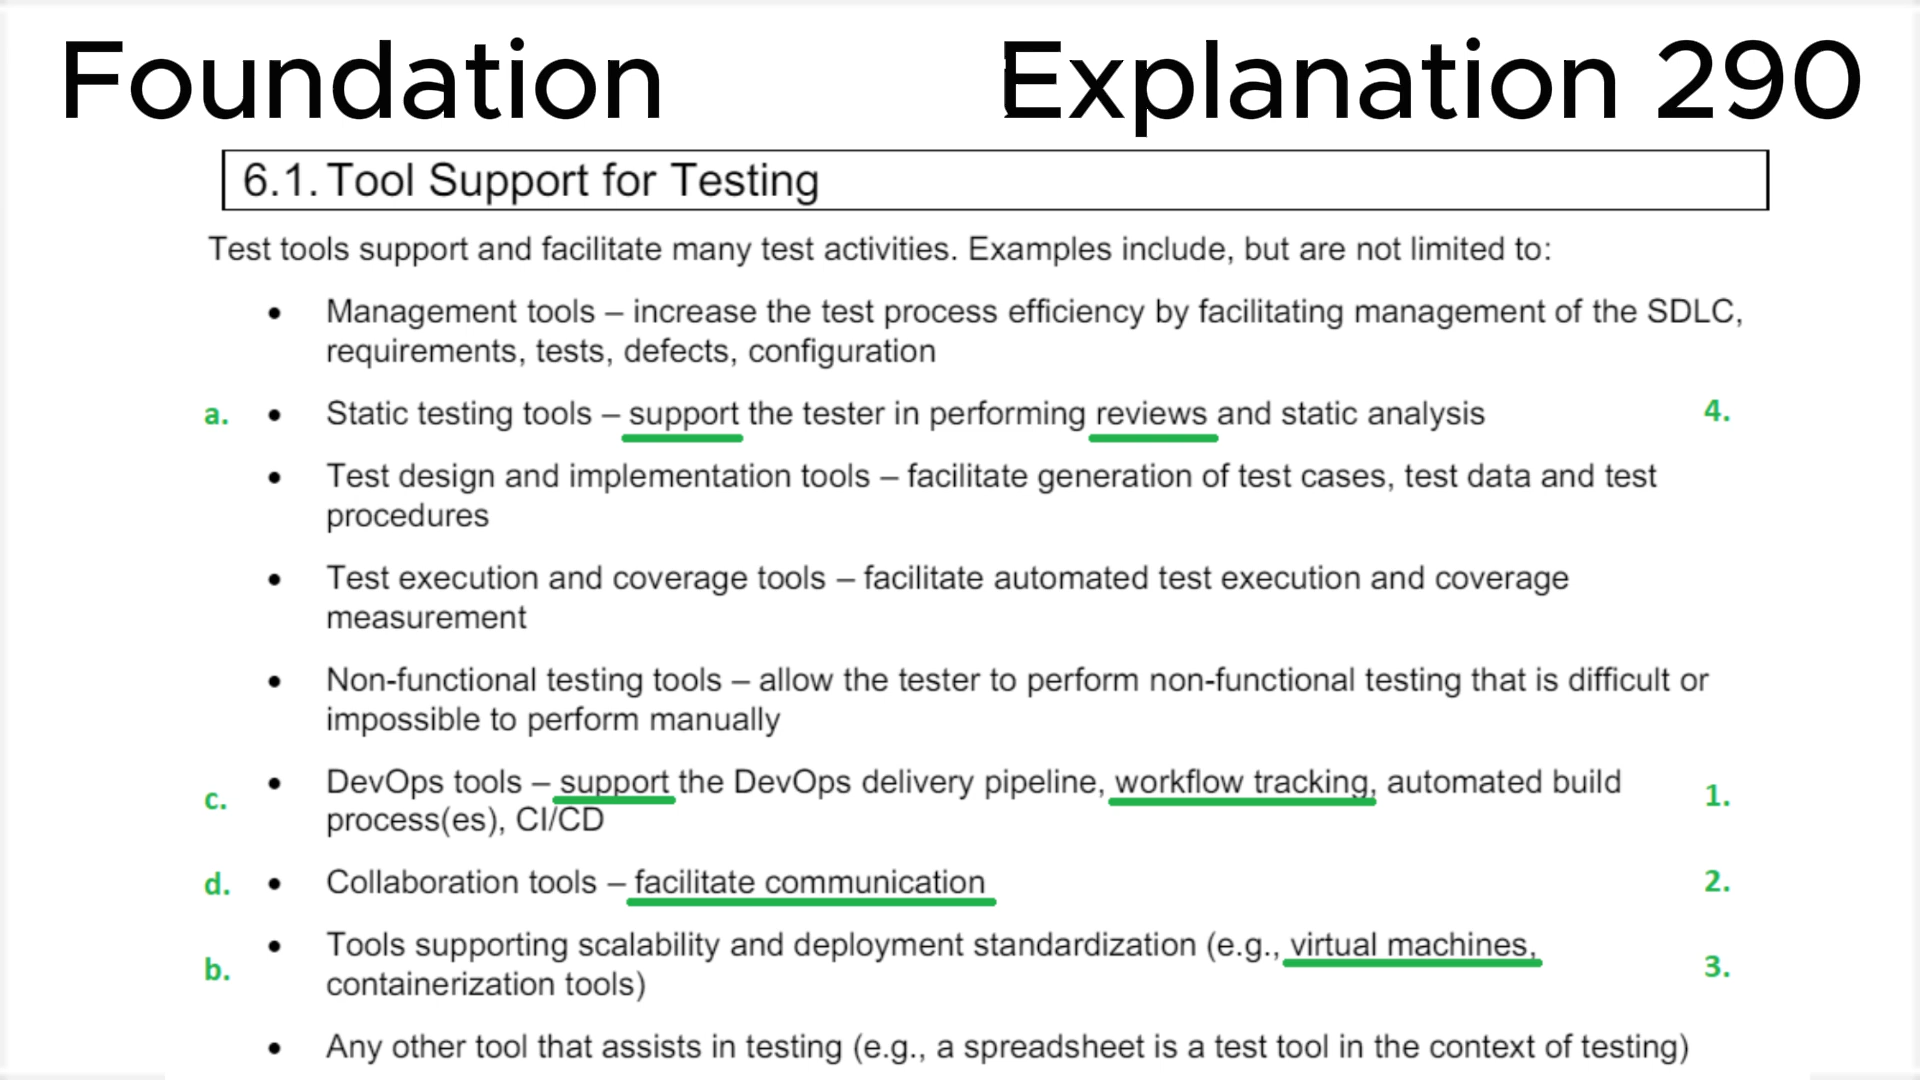 Foundation Explanation 290
6.1. Tool Support for Testing
Test tools support and facilitate many test activities. Examples include, but are not limited to:
• Management tools – increase the test process efficiency by facilitating management of the SDLC,
requirements, tests, defects, configuration
a. • Static testing tools – support the tester in performing reviews and static analysis 4.
• Test design and implementation tools – facilitate generation of test cases, test data and test
procedures
• Test execution and coverage tools – facilitate automated test execution and coverage
measurement
• Non-functional testing tools – allow the tester to perform non-functional testing that is difficult or
impossible to perform manually
c. • DevOps tools – support the DevOps delivery pipeline, workflow tracking, automated build 1.
process(es), CI/CD
d. • Collaboration tools – facilitate communication 2.
b. • Tools supporting scalability and deployment standardization (e.g., virtual machines, 3.
containerization tools)
• Any other tool that assists in testing (e.g., a spreadsheet is a test tool in the context of testing)